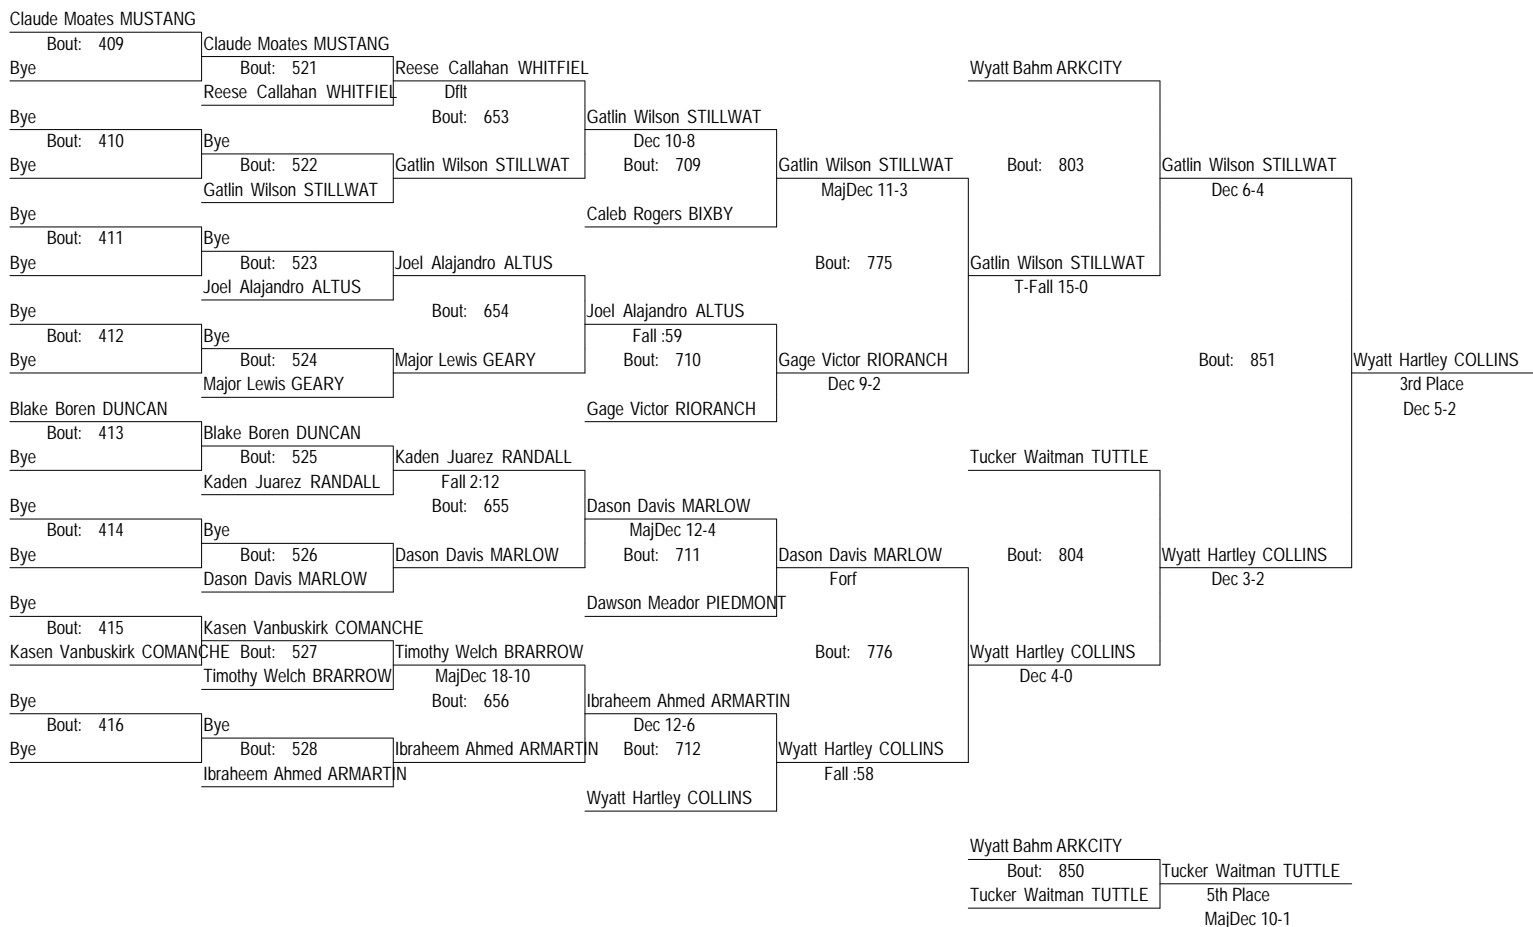 Claude Moates MUSTANG
Bout: 409
Bye
Bye
Bout: 410
Bye
Bye
Bout: 411
Bye
Bye
Bout: 412
Bye
Blake Boren DUNCAN
Bout: 413
Bye
Bye
Bout: 414
Bye
Bye
Bout: 415
Kasen Vanbuskirk COMANCHE
Bye
Bout: 416
Bye
Claude Moates MUSTANG
Bout: 521
Reese Callahan WHITFIEL
Bye
Bout: 522
Gatlin Wilson STILLWAT
Bye
Bout: 523
Joel Alajandro ALTUS
Bye
Bout: 524
Major Lewis GEARY
Blake Boren DUNCAN
Bout: 525
Kaden Juarez RANDALL
Bye
Bout: 526
Dason Davis MARLOW
Kasen Vanbuskirk COMANCHE
Bout: 527
Timothy Welch BRARROW
Bye
Bout: 528
Ibraheem Ahmed ARMARTIN
Reese Callahan WHITFIEL
Dflt
Bout: 653
Gatlin Wilson STILLWAT
Joel Alajandro ALTUS
Bout: 654
Major Lewis GEARY
Kaden Juarez RANDALL
Fall 2:12
Bout: 655
Dason Davis MARLOW
Timothy Welch BRARROW
MajDec 18-10
Bout: 656
Ibraheem Ahmed ARMARTIN
Gatlin Wilson STILLWAT
Dec 10-8
Bout: 709
Caleb Rogers BIXBY
Joel Alajandro ALTUS
Fall :59
Bout: 710
Gage Victor RIORANCH
Dason Davis MARLOW
MajDec 12-4
Bout: 711
Dawson Meador PIEDMONT
Ibraheem Ahmed ARMARTIN
Dec 12-6
Bout: 712
Wyatt Hartley COLLINS
Gatlin Wilson STILLWAT
MajDec 11-3
Bout: 775
Gage Victor RIORANCH
Dec 9-2
Dason Davis MARLOW
Forf
Bout: 776
Wyatt Hartley COLLINS
Fall :58
Wyatt Bahm ARKCITY
Bout: 803
Gatlin Wilson STILLWAT
T-Fall 15-0
Tucker Waitman TUTTLE
Bout: 804
Wyatt Hartley COLLINS
Dec 4-0
Gatlin Wilson STILLWAT
Dec 6-4
Bout: 851
Wyatt Hartley COLLINS
Dec 3-2
Wyatt Hartley COLLINS
3rd Place
Dec 5-2
Wyatt Bahm ARKCITY
Bout: 850
Tucker Waitman TUTTLE
Tucker Waitman TUTTLE
5th Place
MajDec 10-1